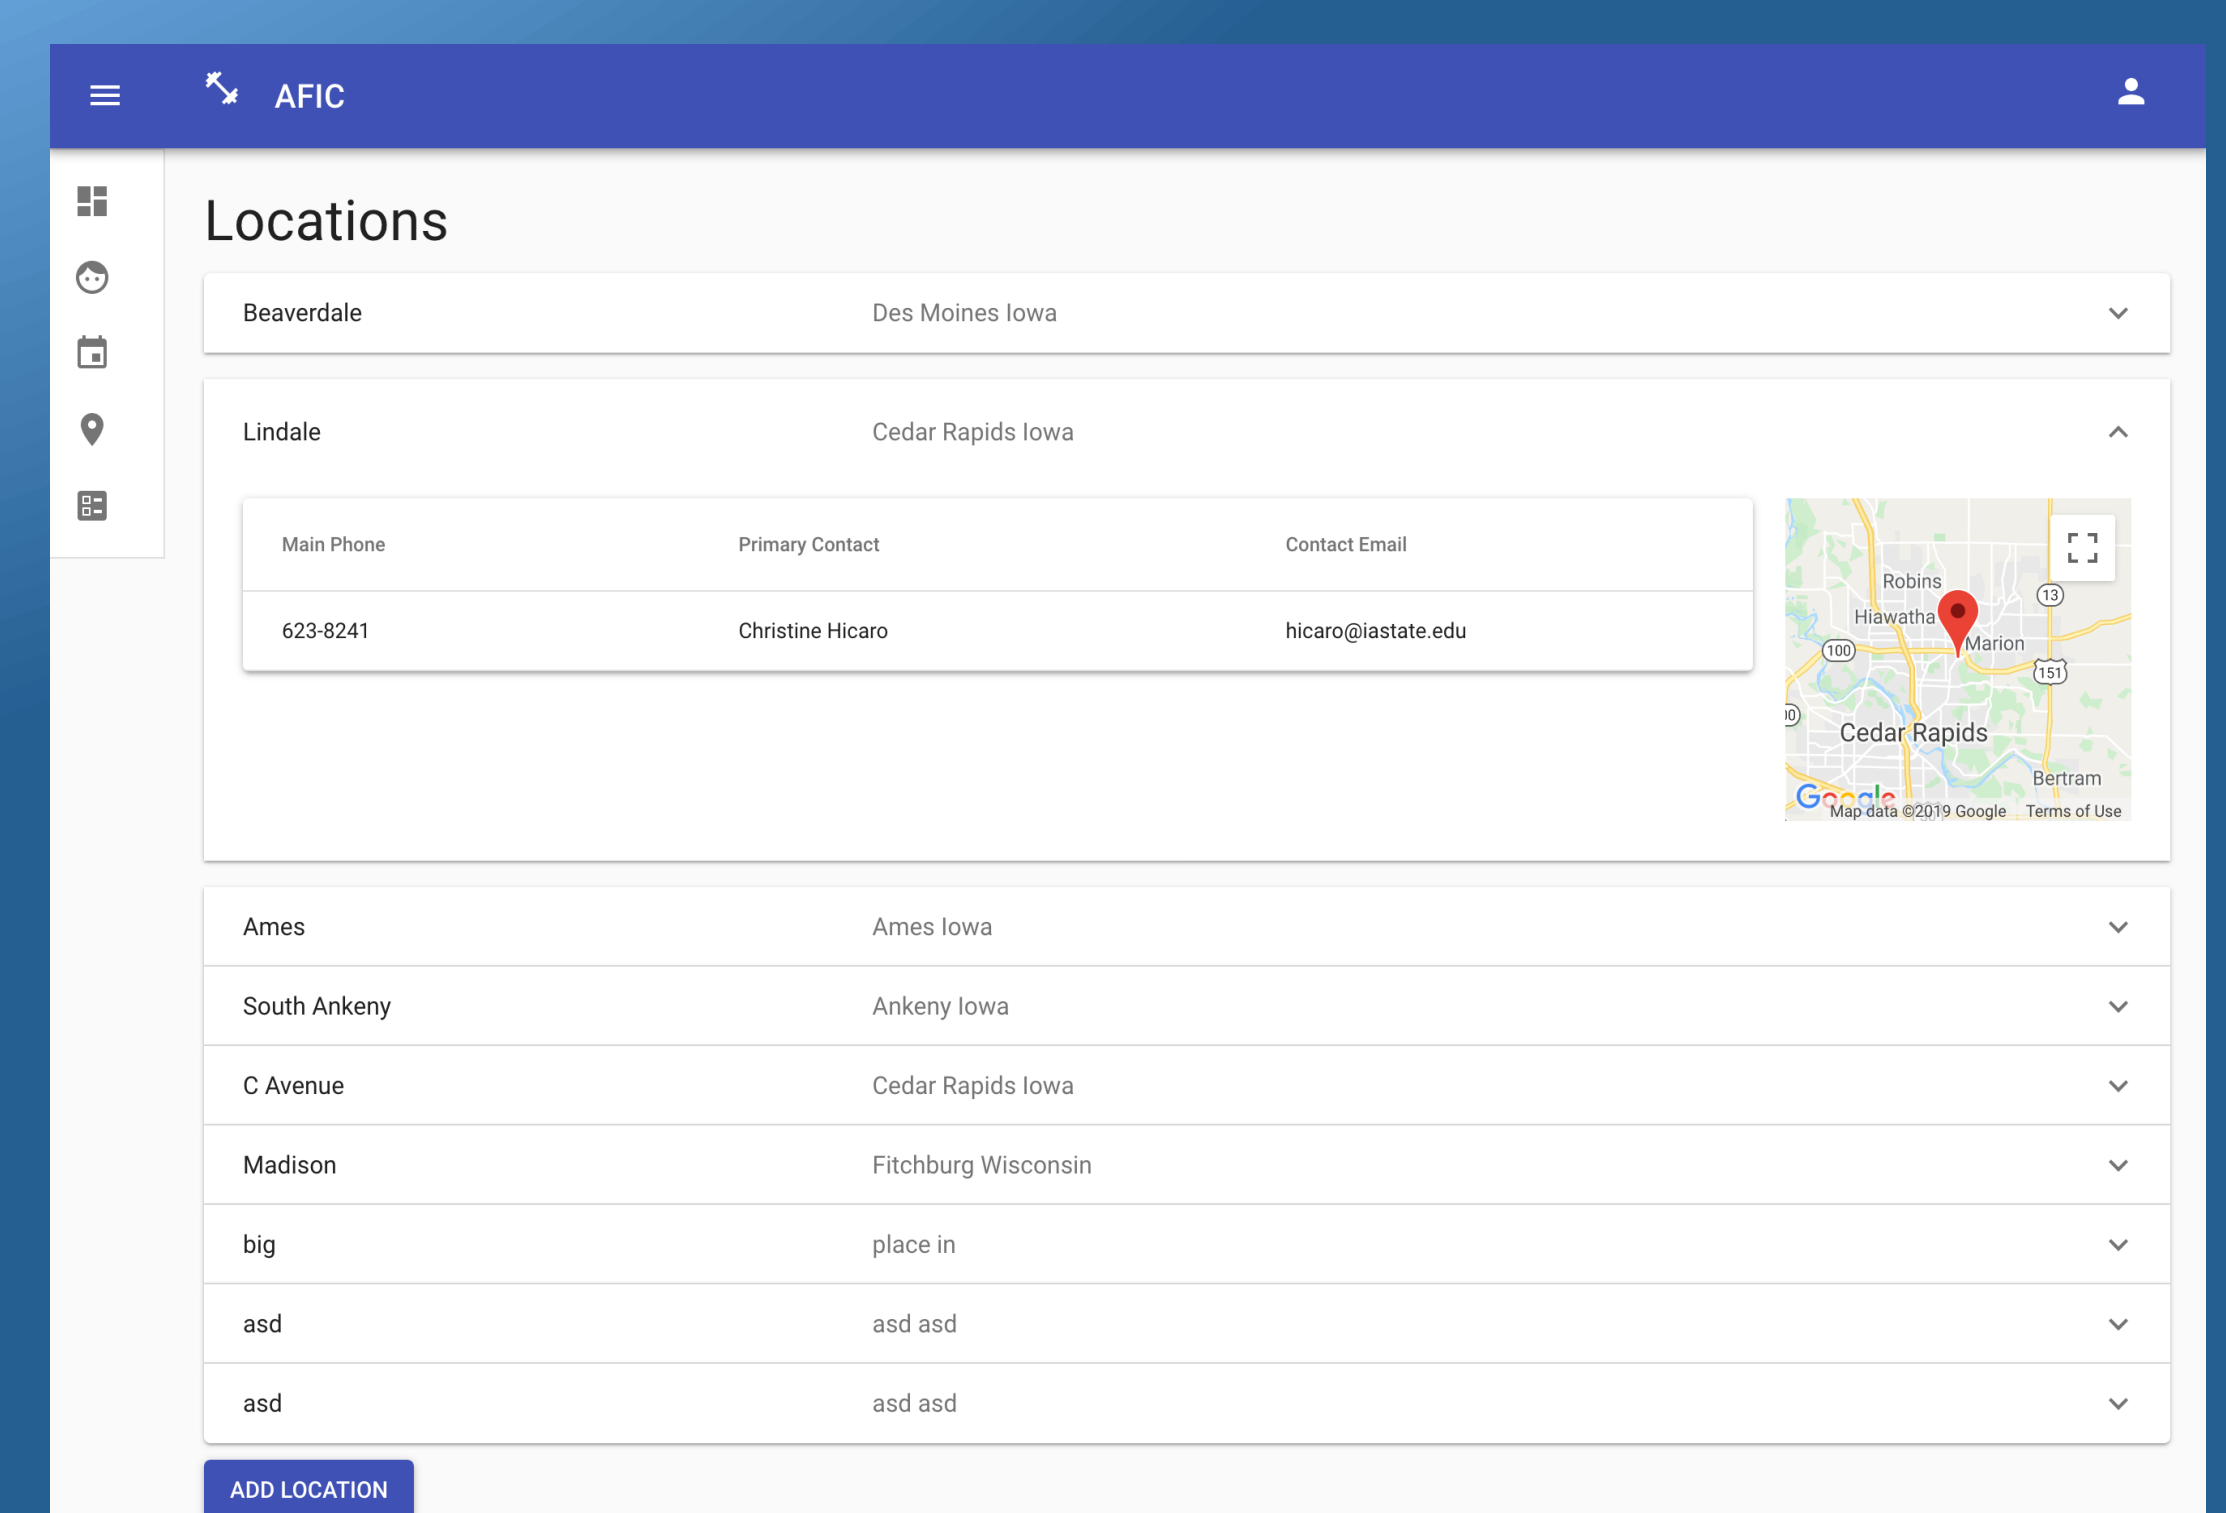 AFIC
Locations
Beaverdale Des Moines Iowa
Lindale Cedar Rapids Iowa
Main Phone Primary Contact Contact Email
623-8241 Christine Hicaro hicaro@iastate.edu
Robins
13
Hiawatha
Marion
100
151
00
Cedar Rapids
Bertram
Google
Map data ©2019 Google Terms of Use
Ames Ames Iowa
South Ankeny Ankeny Iowa
C Avenue Cedar Rapids Iowa
Madison Fitchburg Wisconsin
big place in
asd asd asd
asd asd asd
ADD LOCATION